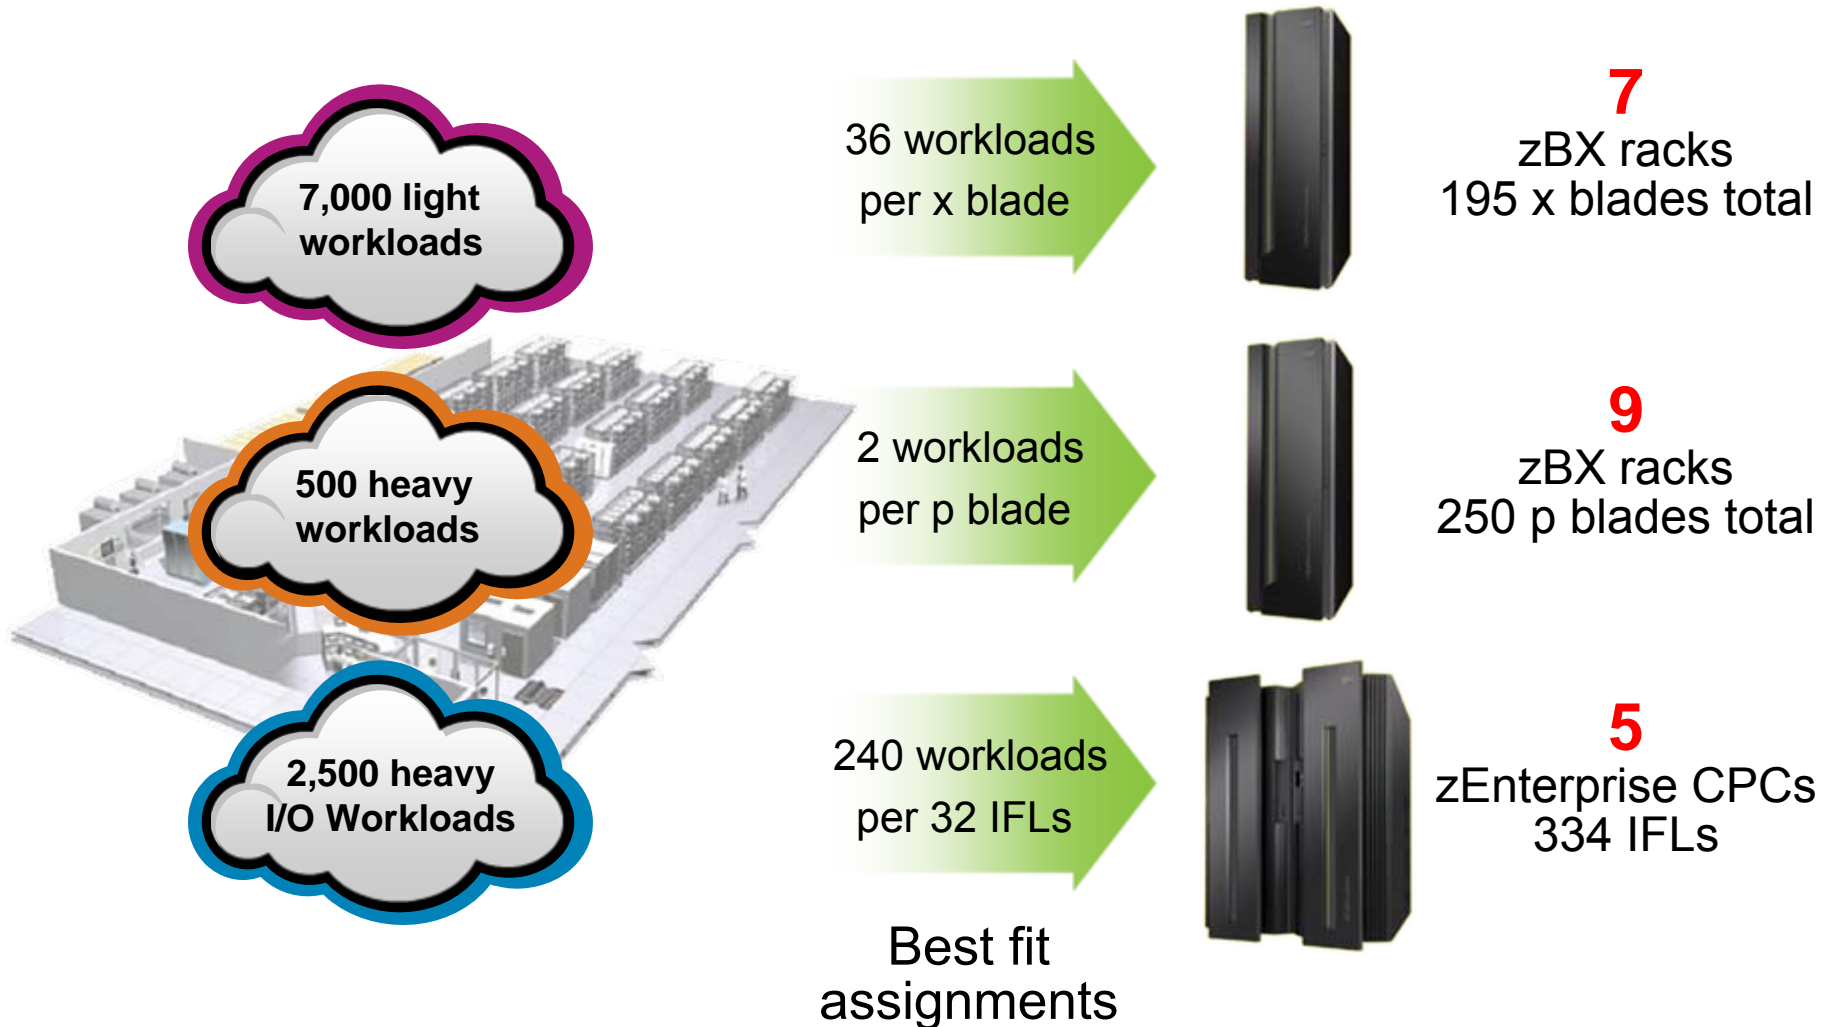 7,000 light
workloads
36 workloads
per x blade
7
zBX racks
195 x blades total
500 heavy
workloads
2 workloads
per p blade
9
zBX racks
250 p blades total
2,500 heavy
I/O Workloads
240 workloads
per 32 IFLs
5
zEnterprise CPCs
334 IFLs
Best fit
assignments